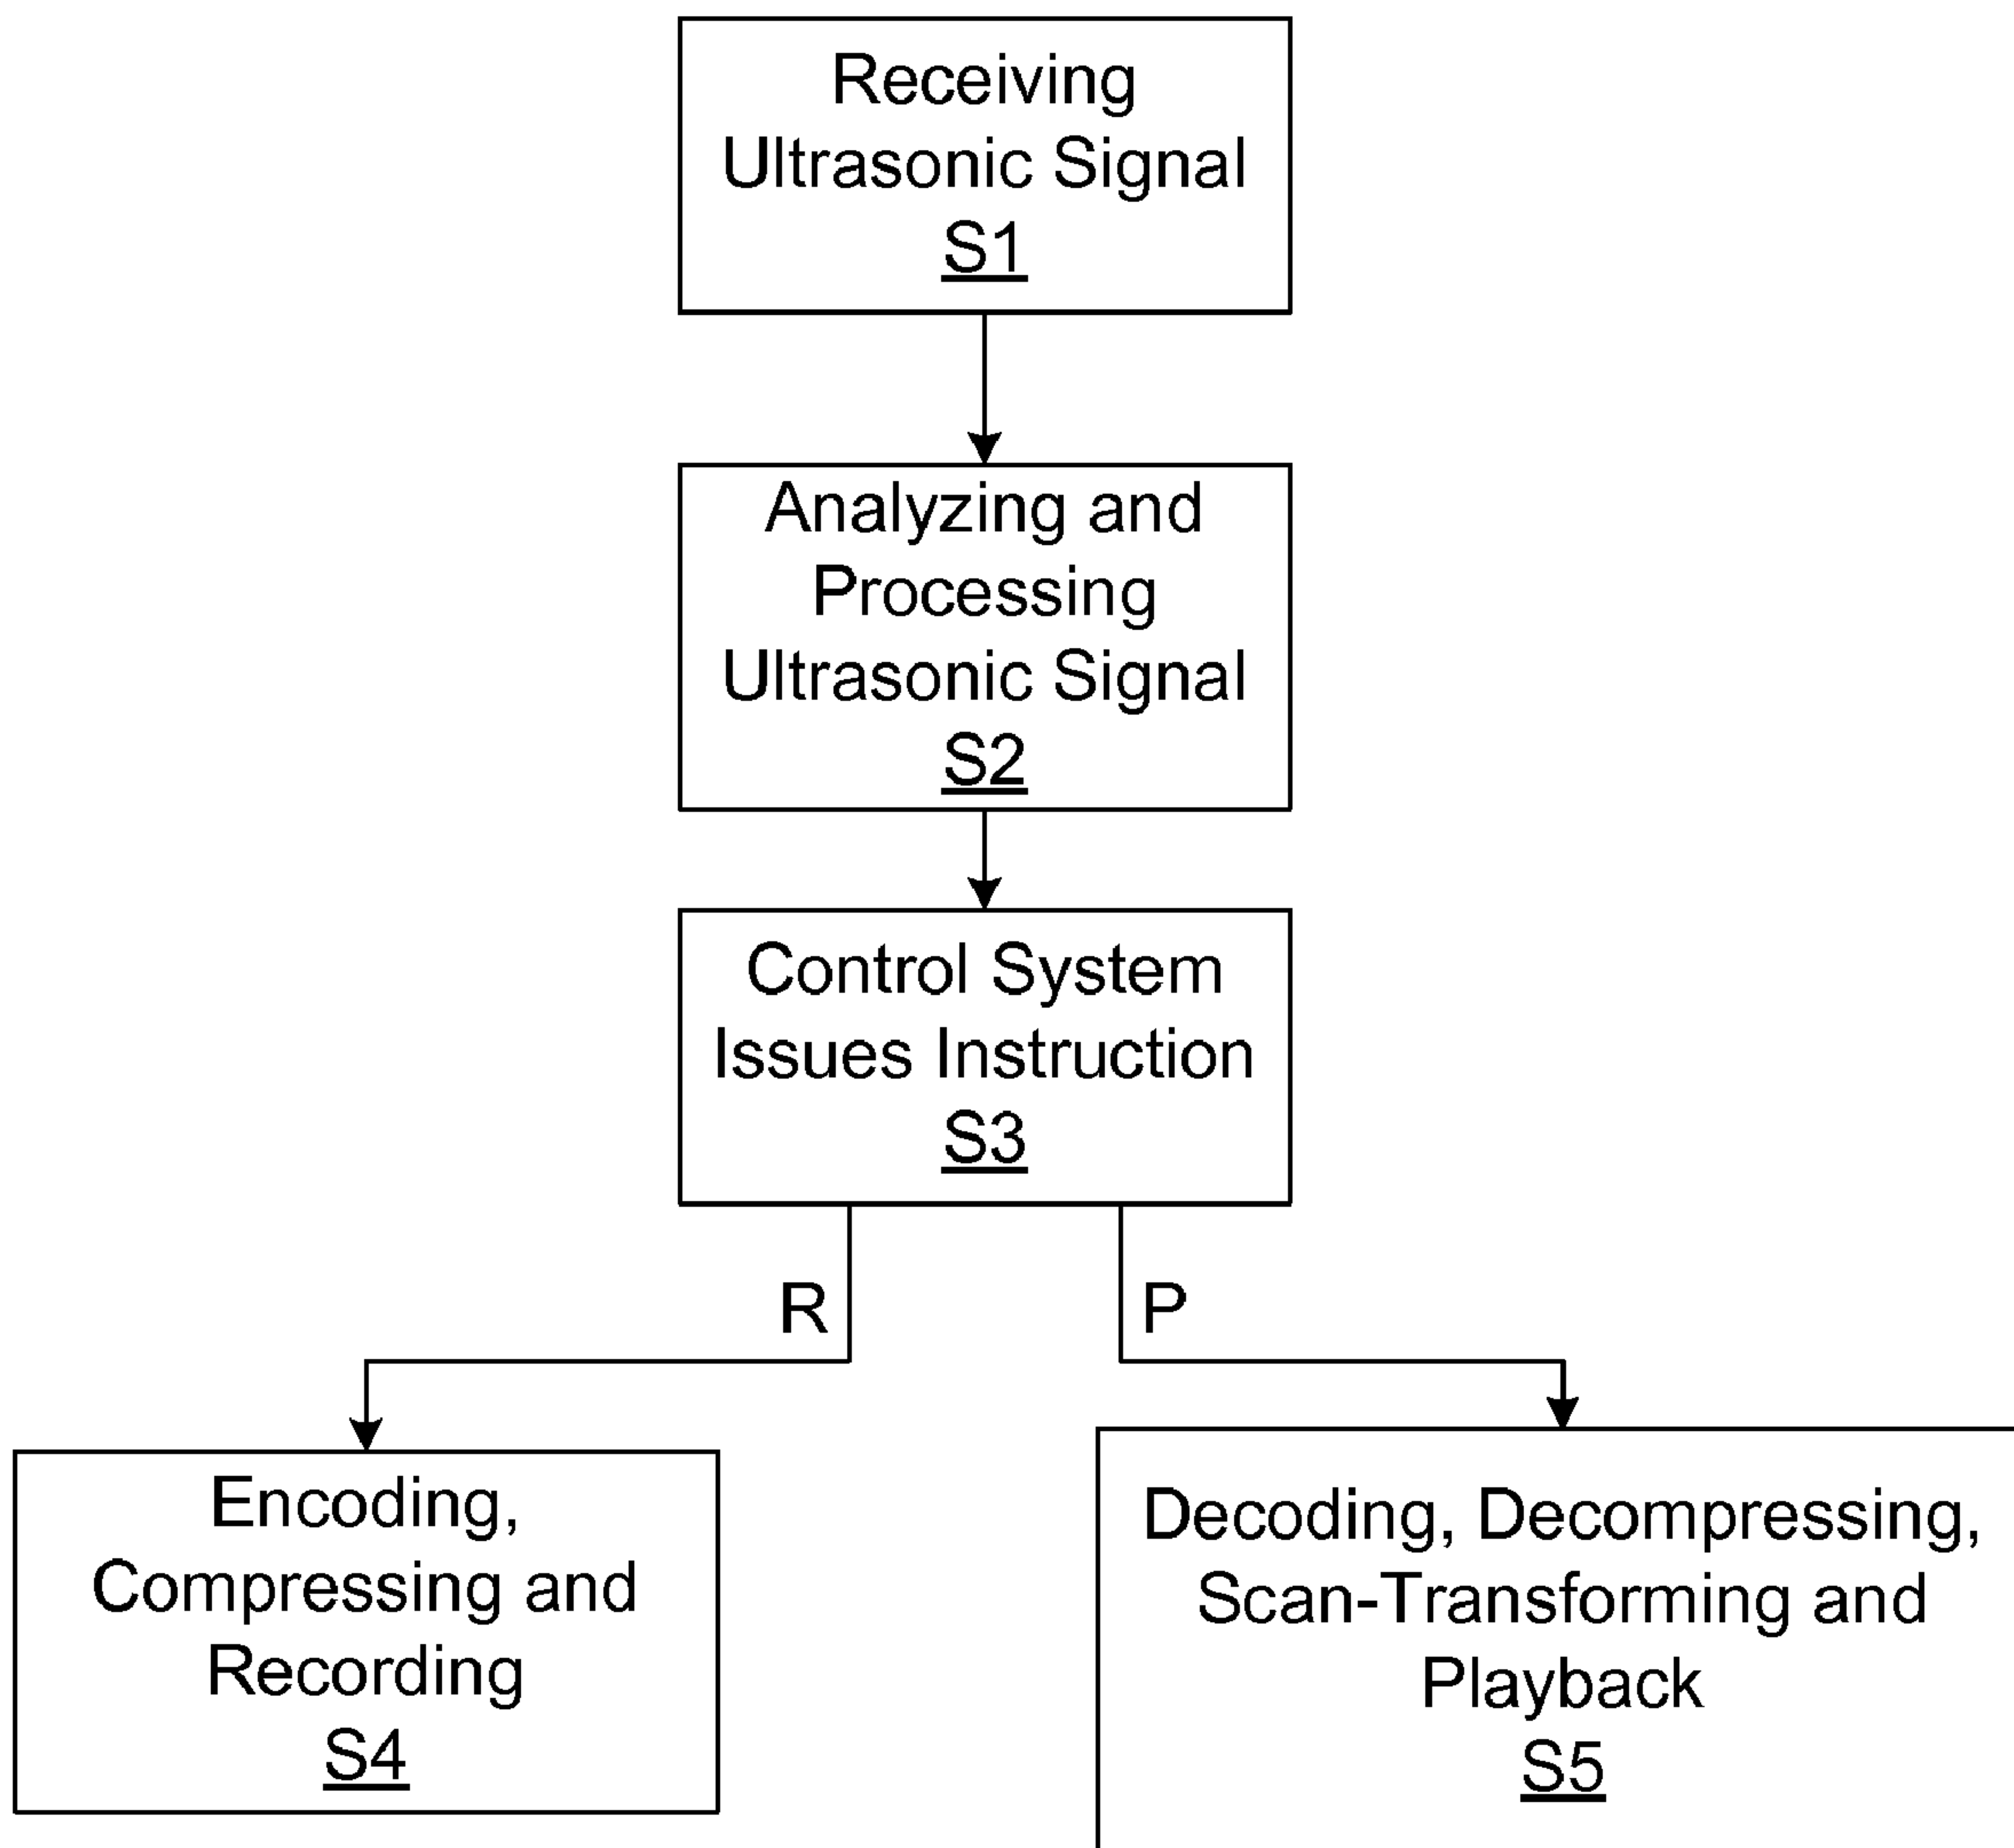 Receiving
Ultrasonic Signal
S1
Analyzing and
Processing
Ultrasonic Signal
S2
Control System
Issues Instruction
S3
R
P
Encoding,
Compressing and
Recording
S4
Decoding, Decompressing,
Scan-Transforming and
Playback
S5